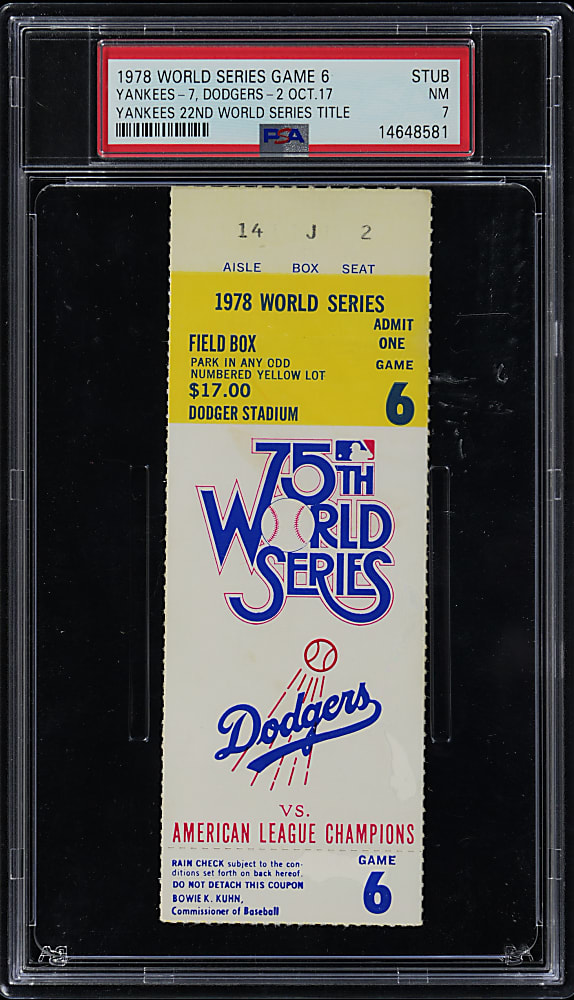 1978 WORLD SERIES GAME 6 STUB
YANKEES-7, DODGERS-2 OCT.17 NM
YANKEES 22ND WORLD SERIES TITLE 7
PSA 14648581
14 J 2
AISLE BOX SEAT
1978 WORLD SERIES
ADMIT
FIELD BOX ONE
PARK IN ANY ODD GAME
NUMBERED YELLOW LOT
$17.00 6
DODGER STADIUM
75TH
WORLD
SERIES
Dodgers
VS.
AMERICAN LEAGUE CHAMPIONS
RAIN CHECK subject to the con- GAME
ditions set forth on back hereof. 6
DO NOT DETACH THIS COUPON
BOWIE K. KUHN,
Commissioner of Baseball